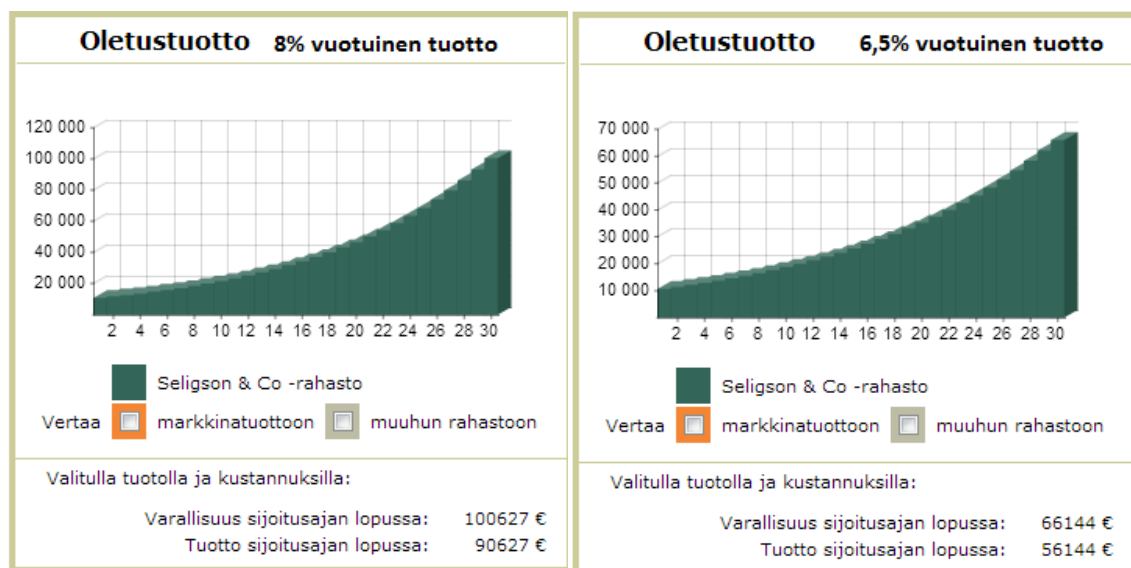 Oletustuotto 8% vuotuinen tuotto
120 000
100 000
80 000
60 000
40 000
20 000
2 4 6 8 10 12 14 16 18 20 22 24 26 28 30
Seligson & Co -rahasto
Vertaa markkinatuottoon muuhun rahastoon
Valitulla tuotolla ja kustannuksilla:
Varallisuus sijoitusajan lopussa: 100627 €
Tuotto sijoitusajan lopussa: 90627 €
Oletustuotto 6,5% vuotuinen tuotto
70 000
60 000
50 000
40 000
30 000
20 000
10 000
2 4 6 8 10 12 14 16 18 20 22 24 26 28 30
Seligson & Co -rahasto
Vertaa markkinatuottoon muuhun rahastoon
Valitulla tuotolla ja kustannuksilla:
Varallisuus sijoitusajan lopussa: 66144 €
Tuotto sijoitusajan lopussa: 56144 €